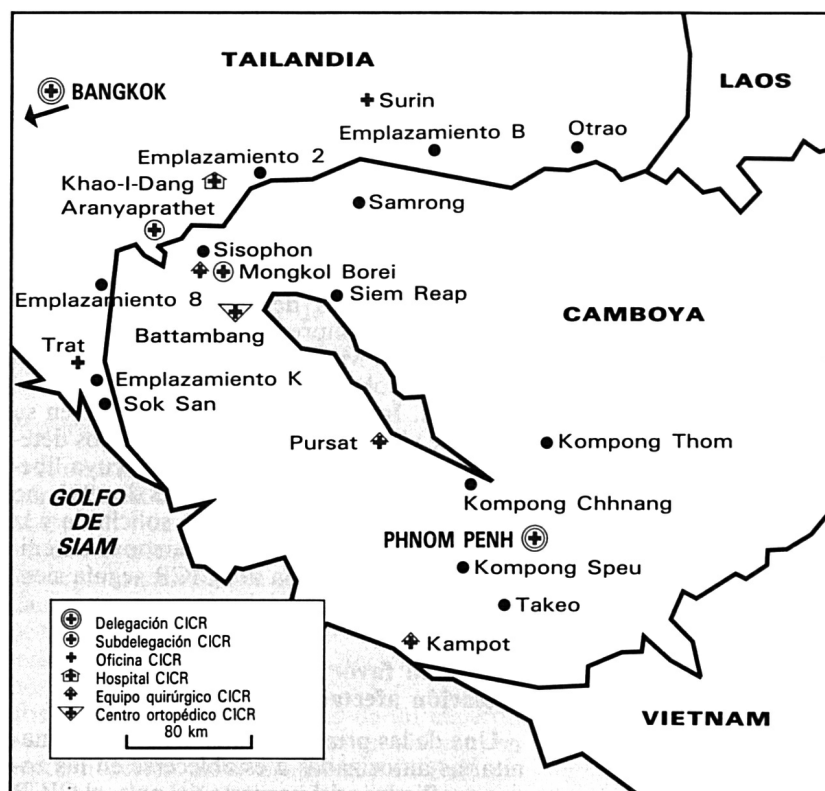 TAILANDIA
LAOS
BANGKOK
Surin
Emplazamiento B
Otrao
Emplazamiento 2
Khao-I-Dang
Aranyaprathet
Samrong
Sisophon
Mongkol Borei
Siem Reap
Emplazamiento 8
CAMBOYA
Battambang
Trat
Emplazamiento K
Sok San
Pursat
Kompong Thom
GOLFO
DE
SIAM
Kompong Chhnang
PHNOM PENH
Kompong Speu
Takeo
Kampot
VIETNAM
Delegación CICR
Subdelegación CICR
Oficina CICR
Hospital CICR
Equipo quirúrgico CICR
Centro ortopédico CICR
80 km